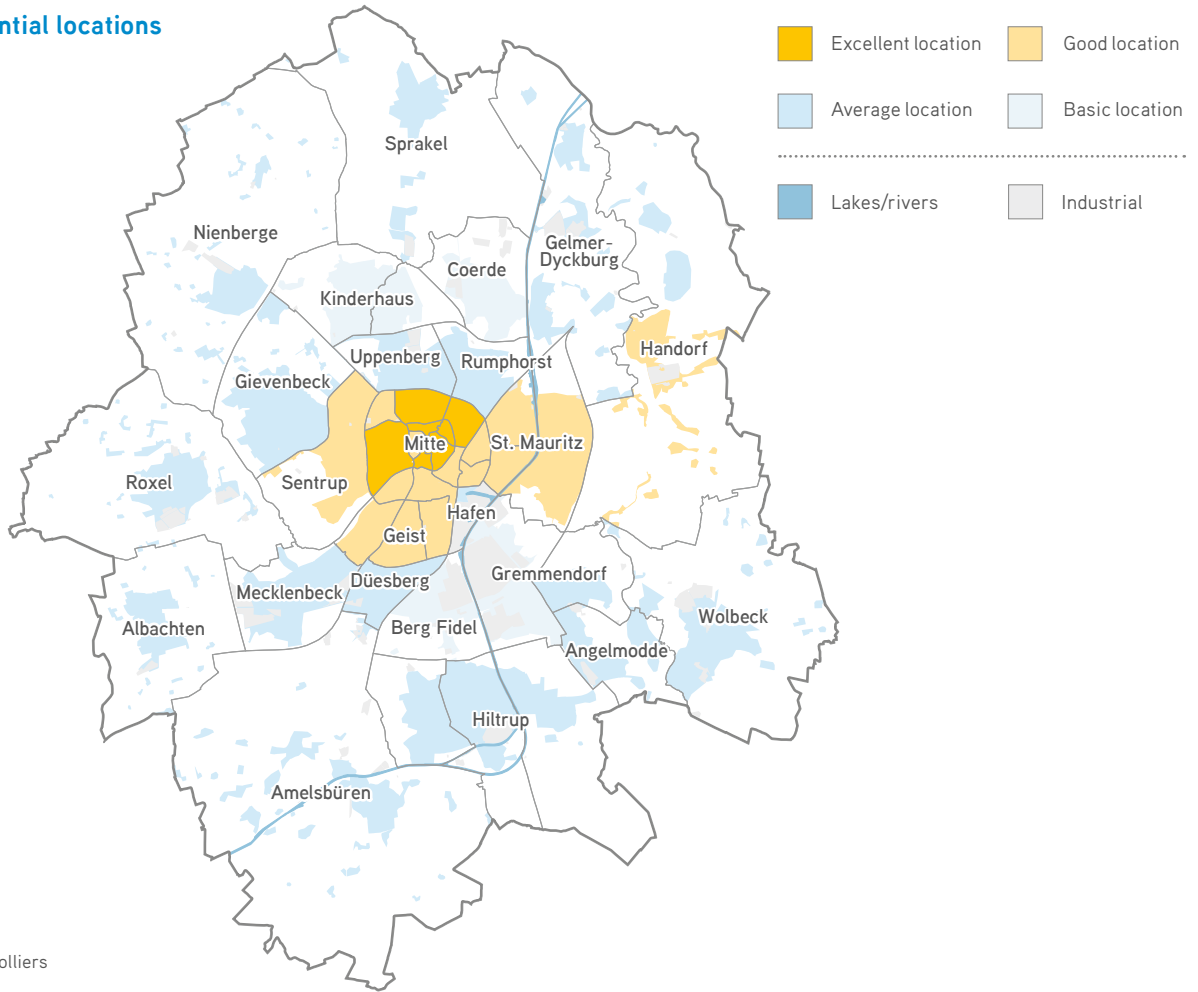 ntial locations
Excellent location
Good location
Average location
Basic location
Lakes/rivers
Industrial
Sprakel
Nienberge
Gelmer-
Dyckburg
Coerde
Kinderhaus
Handorf
Uppenberg
Rumphorst
Gievenbeck
Mitte
St. Mauritz
Roxel
Sentrup
Hafen
Geist
Gremmendorf
Düesberg
Mecklenbeck
Wolbeck
Albachten
Berg Fidel
Angelmodde
Hiltrup
Amelsbüren
olliers